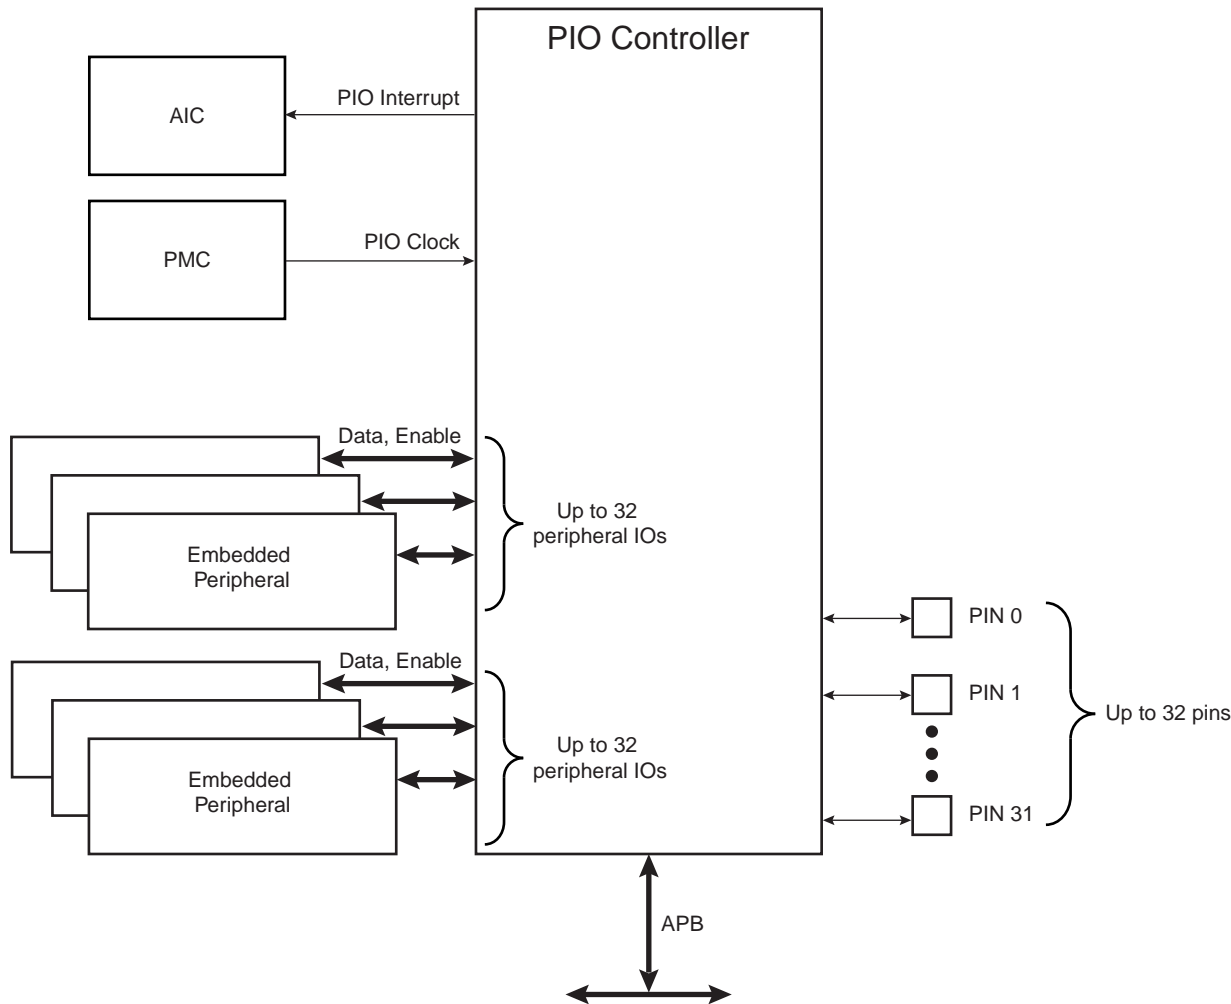 PIO Controller
PIO Interrupt
AIC
PIO Clock
PMC
Data, Enable
Up to 32
peripheral IOs
Embedded
Peripheral
PIN 0
Data, Enable
PIN 1
Up to 32 pins
Up to 32
peripheral IOs
Embedded
Peripheral
PIN 31
APB